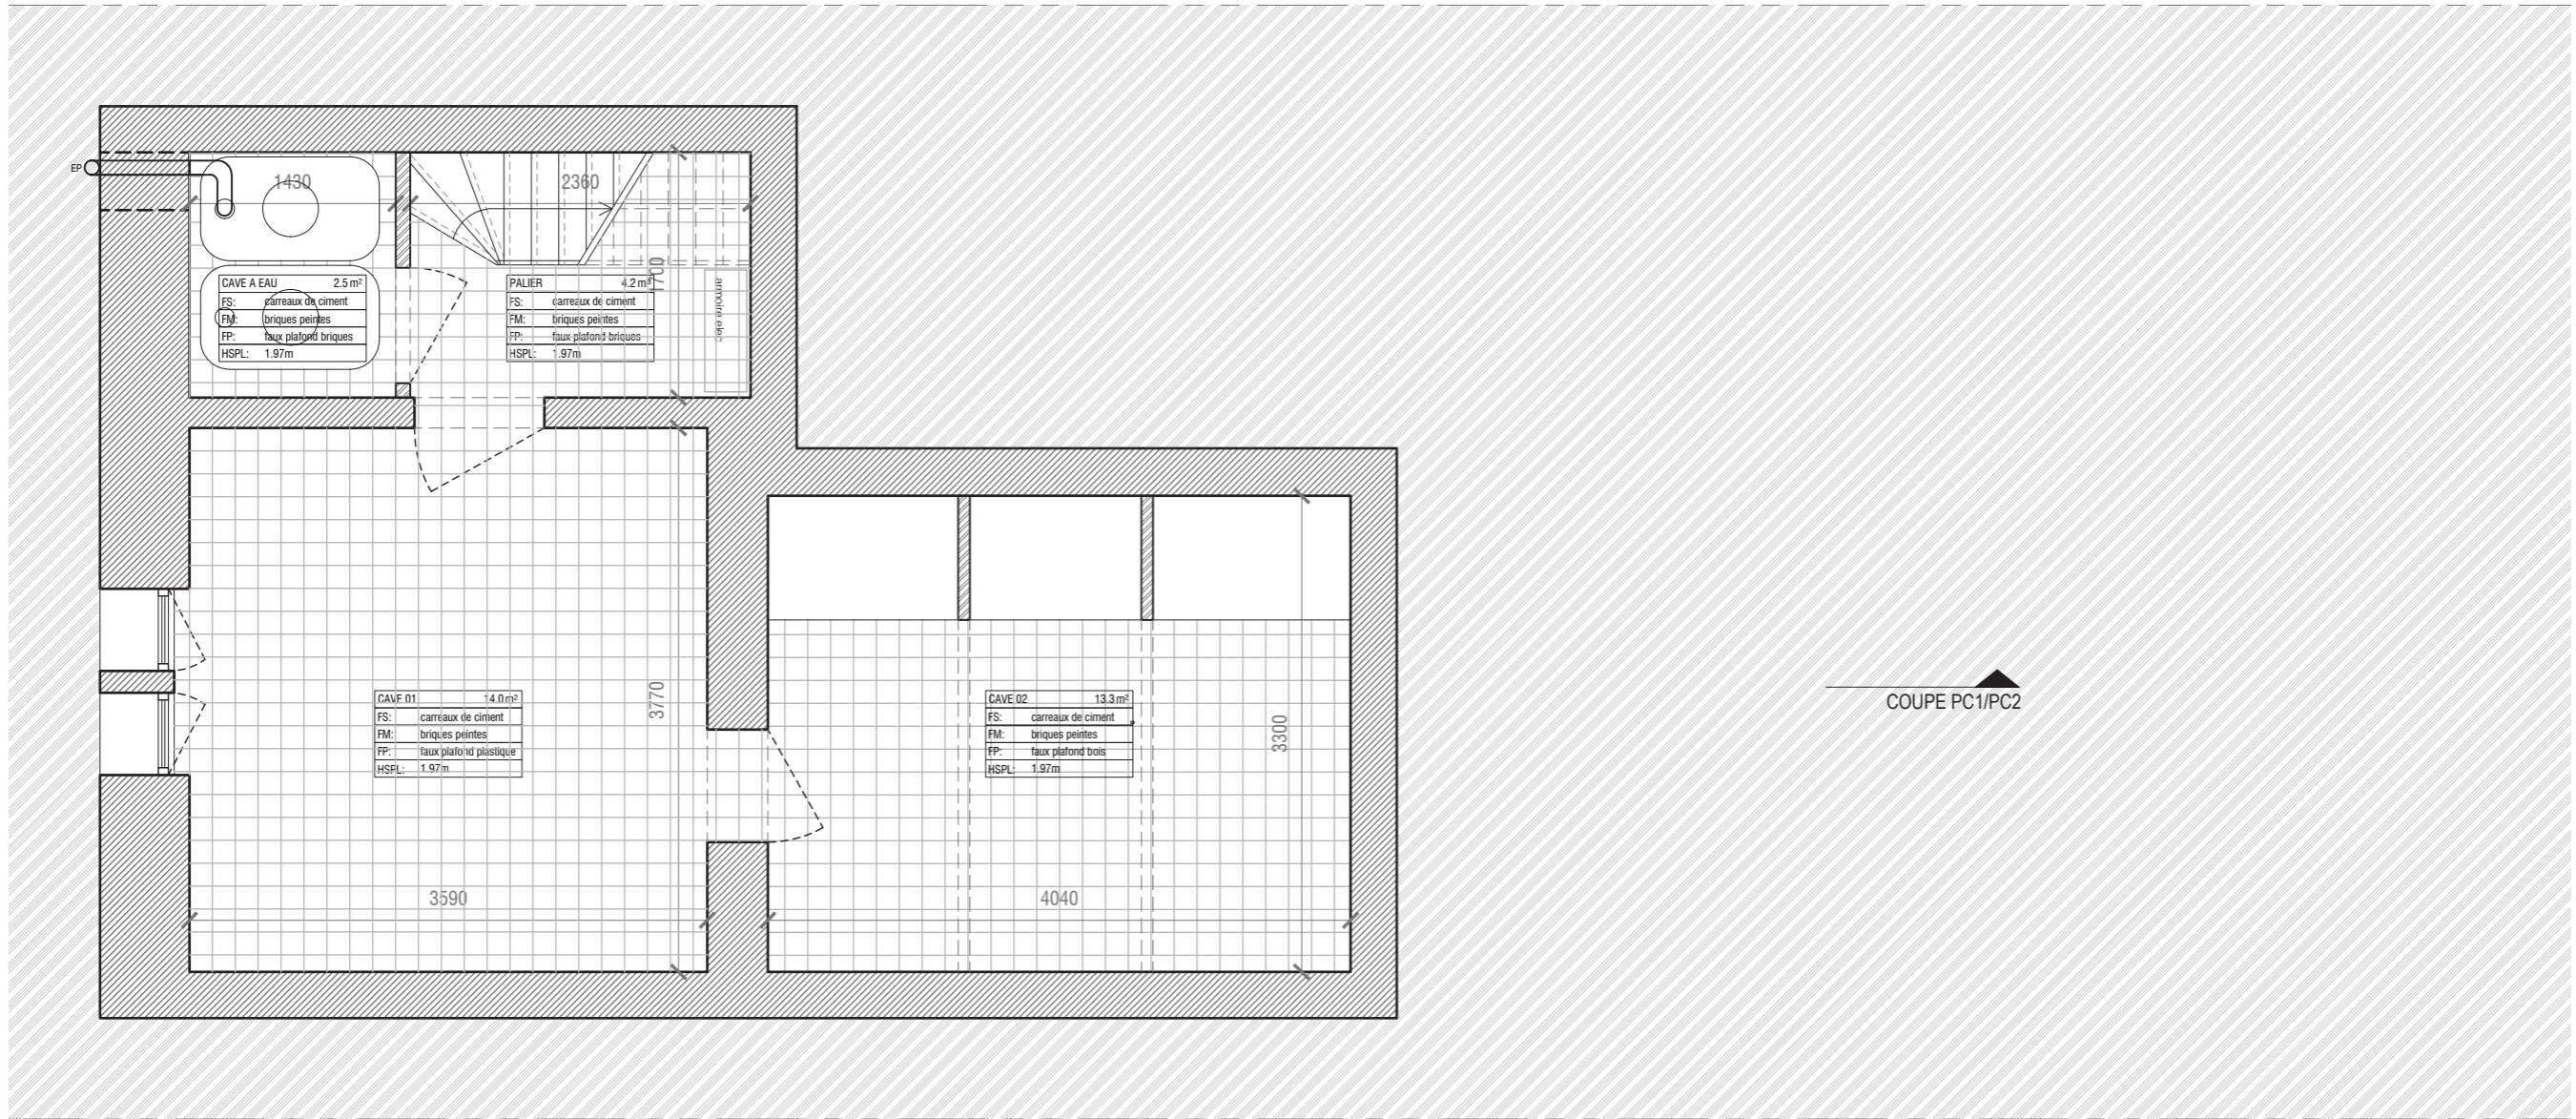 EP
1430
2360
1700
CAVE A EAU 2.5 m²
FS: carreaux de ciment
FM: briques peintes
FP: faux plafond briques
HSPL: 1.97m
PALIER 4.2 m²
FS: carreaux de ciment
FM: briques peintes
FP: faux plafond briques
HSPL: 1.97m
armoire elec
CAVE 01 14.0 m²
FS: carreaux de ciment
FM: briques peintes
FP: faux plafond plastique
HSPL: 1.97m
3770
CAVE 02 13.3 m²
FS: carreaux de ciment
FM: briques peintes
FP: faux plafond bois
HSPL: 1.97m
3300
COUPE PC1/PC2
3590
4040